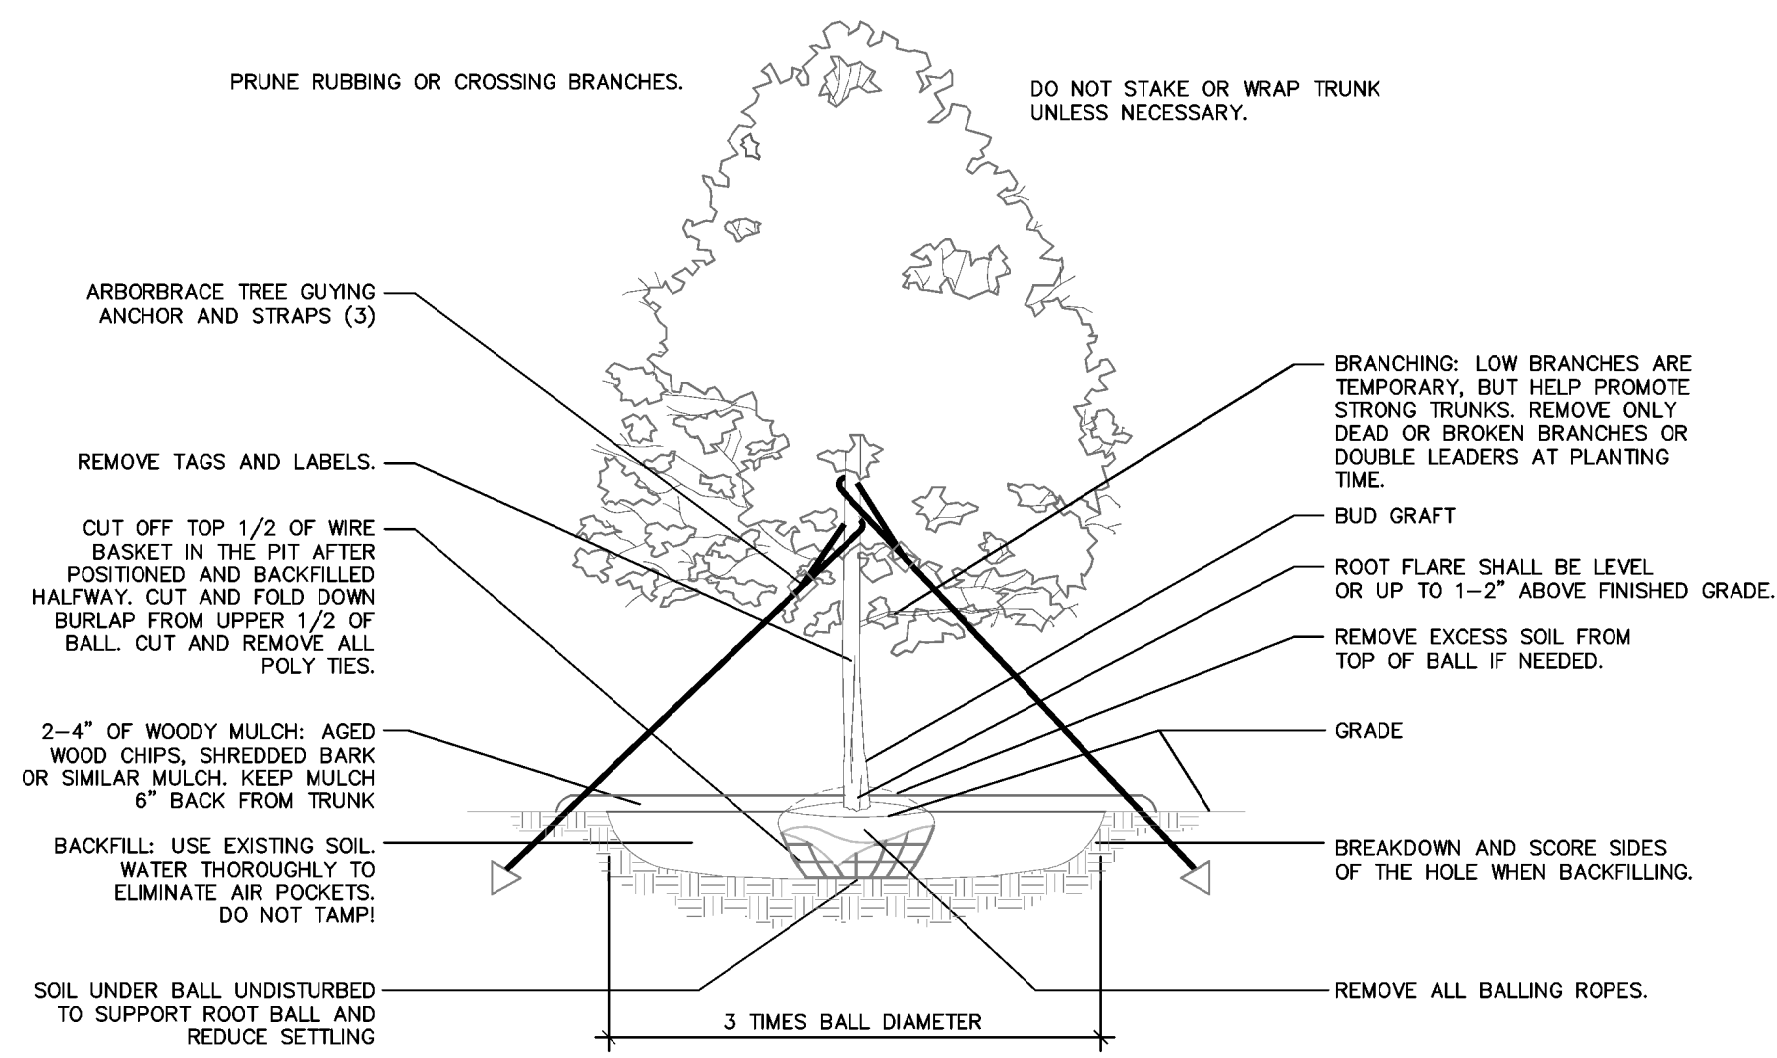 PRUNE RUBBING OR CROSSING BRANCHES.
DO NOT STAKE OR WRAP TRUNK
UNLESS NECESSARY.
ARBORBRACE TREE GUYING
ANCHOR AND STRAPS (3)
REMOVE TAGS AND LABELS.
CUT OFF TOP 1/2 OF WIRE
BASKET IN THE PIT AFTER
POSITIONED AND BACKFILLED
HALFWAY. CUT AND FOLD DOWN
BURLAP FROM UPPER 1/2 OF
BALL. CUT AND REMOVE ALL
POLY TIES.
2–4" OF WOODY MULCH: AGED
WOOD CHIPS, SHREDDED BARK
OR SIMILAR MULCH. KEEP MULCH
6" BACK FROM TRUNK
BACKFILL: USE EXISTING SOIL.
WATER THOROUGHLY TO
ELIMINATE AIR POCKETS.
DO NOT TAMP!
SOIL UNDER BALL UNDISTURBED
TO SUPPORT ROOT BALL AND
REDUCE SETTLING
BRANCHING: LOW BRANCHES ARE
TEMPORARY, BUT HELP PROMOTE
STRONG TRUNKS. REMOVE ONLY
DEAD OR BROKEN BRANCHES OR
DOUBLE LEADERS AT PLANTING
TIME.
BUD GRAFT
ROOT FLARE SHALL BE LEVEL
OR UP TO 1–2" ABOVE FINISHED GRADE.
REMOVE EXCESS SOIL FROM
TOP OF BALL IF NEEDED.
GRADE
BREAKDOWN AND SCORE SIDES
OF THE HOLE WHEN BACKFILLING.
REMOVE ALL BALLING ROPES.
3 TIMES BALL DIAMETER